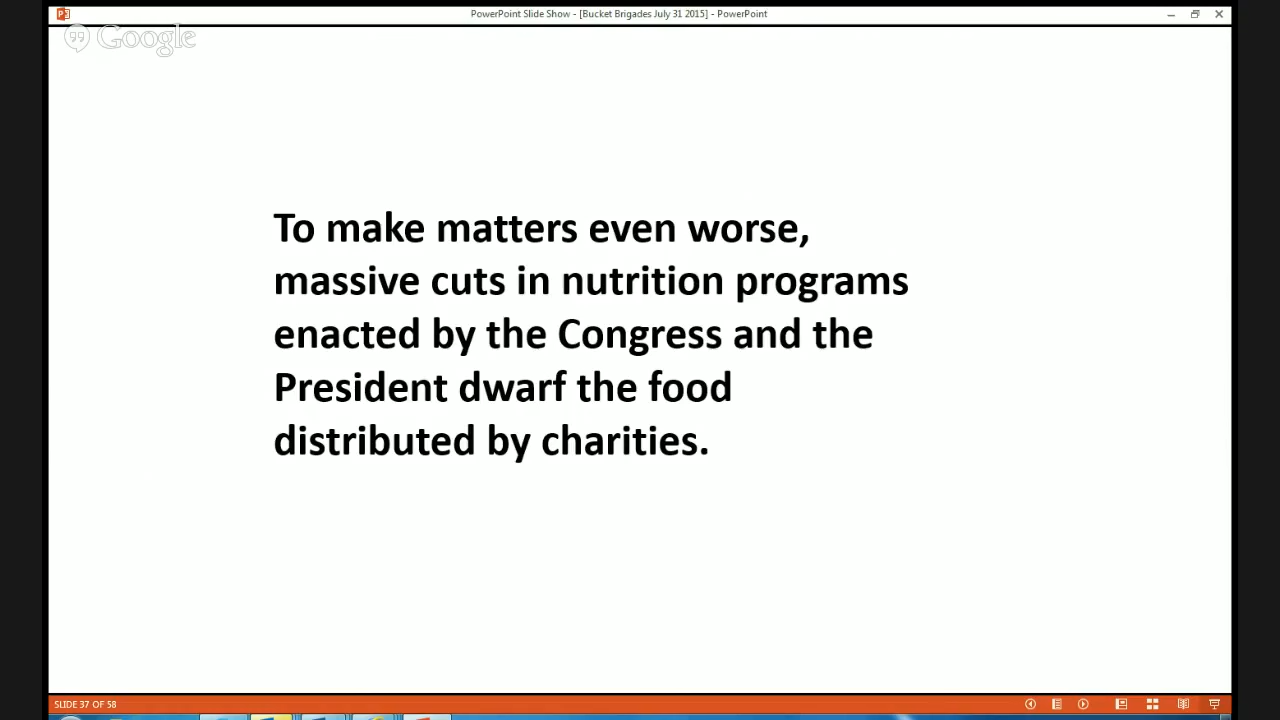 PowerPoint Slide Show - [Bucket Brigades July 31 2015] - PowerPoint
Google
To make matters even worse,
massive cuts in nutrition programs
enacted by the Congress and the
President dwarf the food
distributed by charities.
SLIDE 37 OF 58